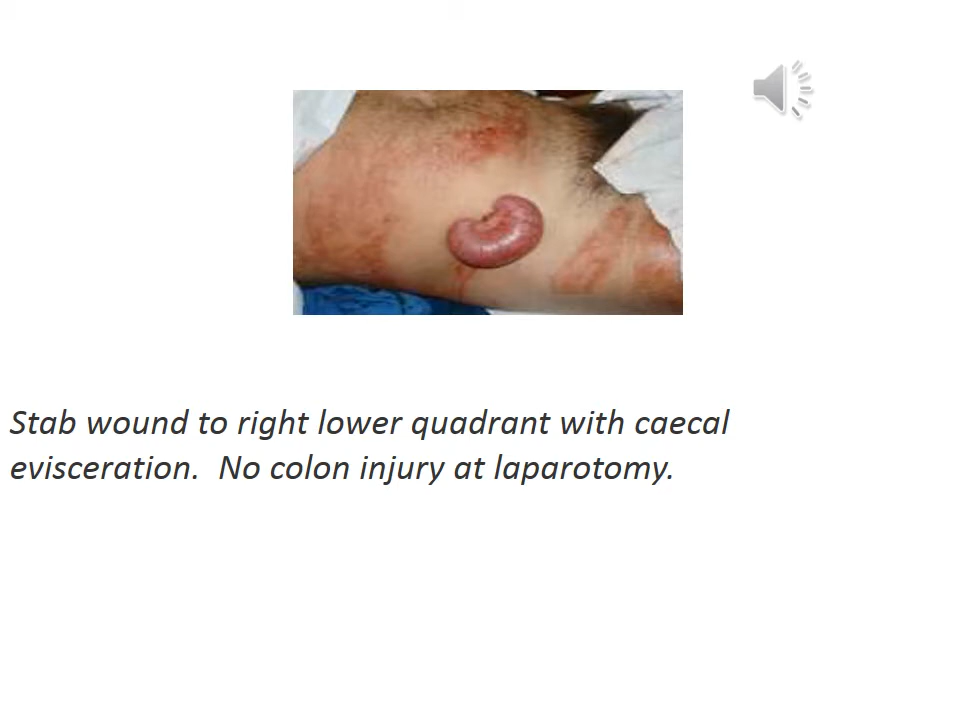 Stab wound to right lower quadrant with caecal
evisceration.  No colon injury at laparotomy.